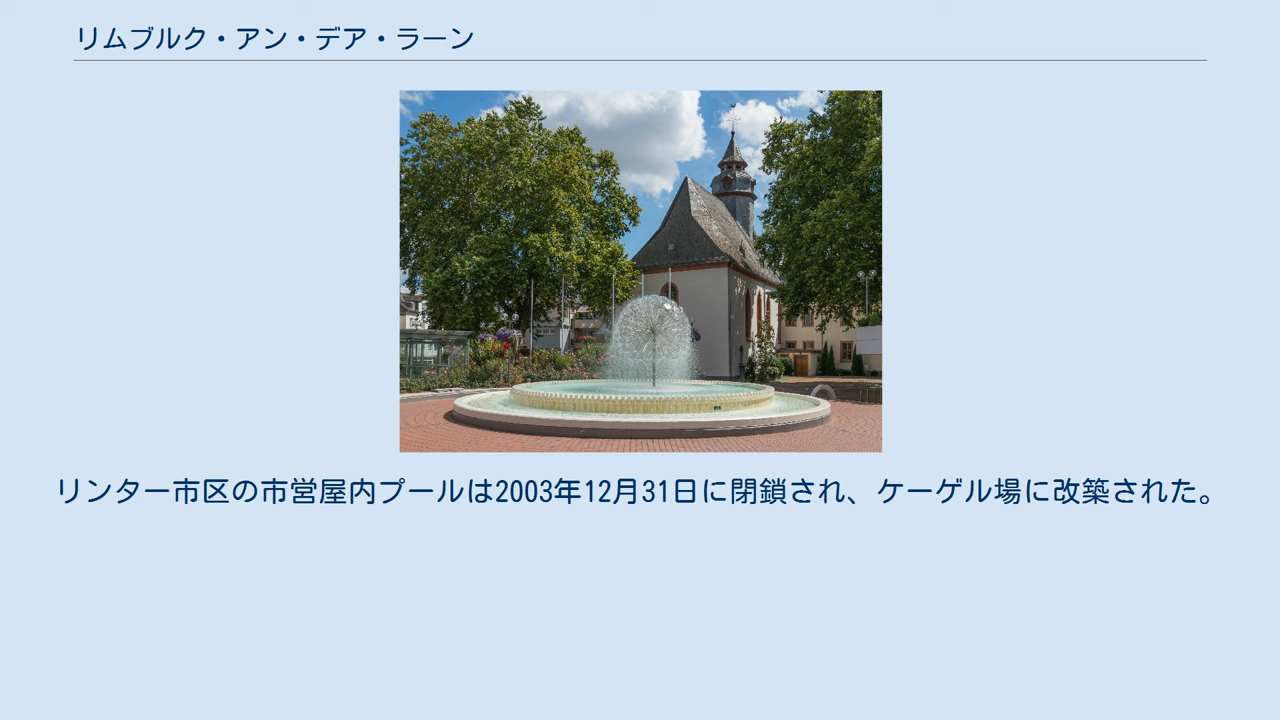 リムブルク・アン・デア・ラーン
リンター市区の市営屋内プールは2003年12月31日に閉鎖され、ケーゲル場に改築された。